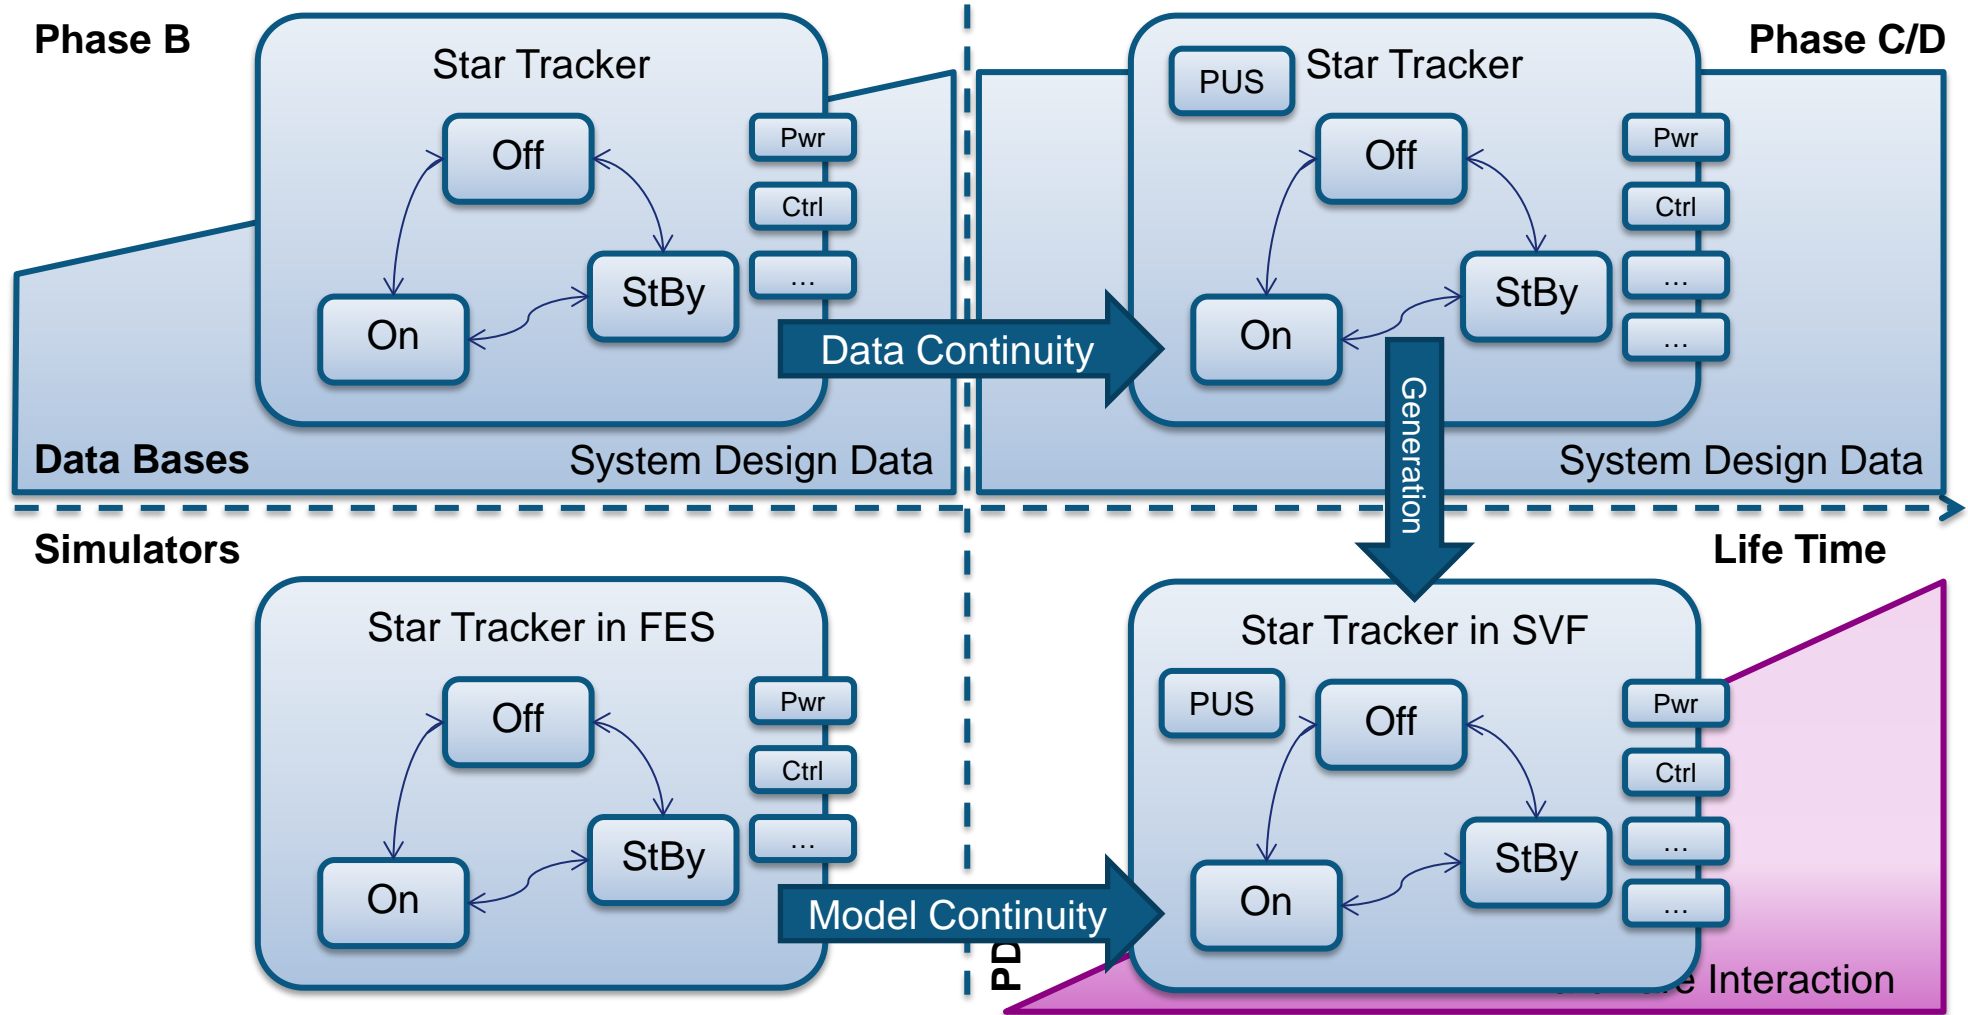 Phase B
Star Tracker
Off
On
StBy
Pwr
Ctrl
...
Data Bases
System Design Data
Data Continuity
Phase C/D
PUS
Star Tracker
Off
On
StBy
Pwr
Ctrl
...
...
System Design Data
Generation
Simulators
Life Time
Star Tracker in FES
Off
On
StBy
Pwr
Ctrl
...
Model Continuity
Star Tracker in SVF
PUS
Off
On
StBy
Pwr
Ctrl
...
...
PD
Interaction